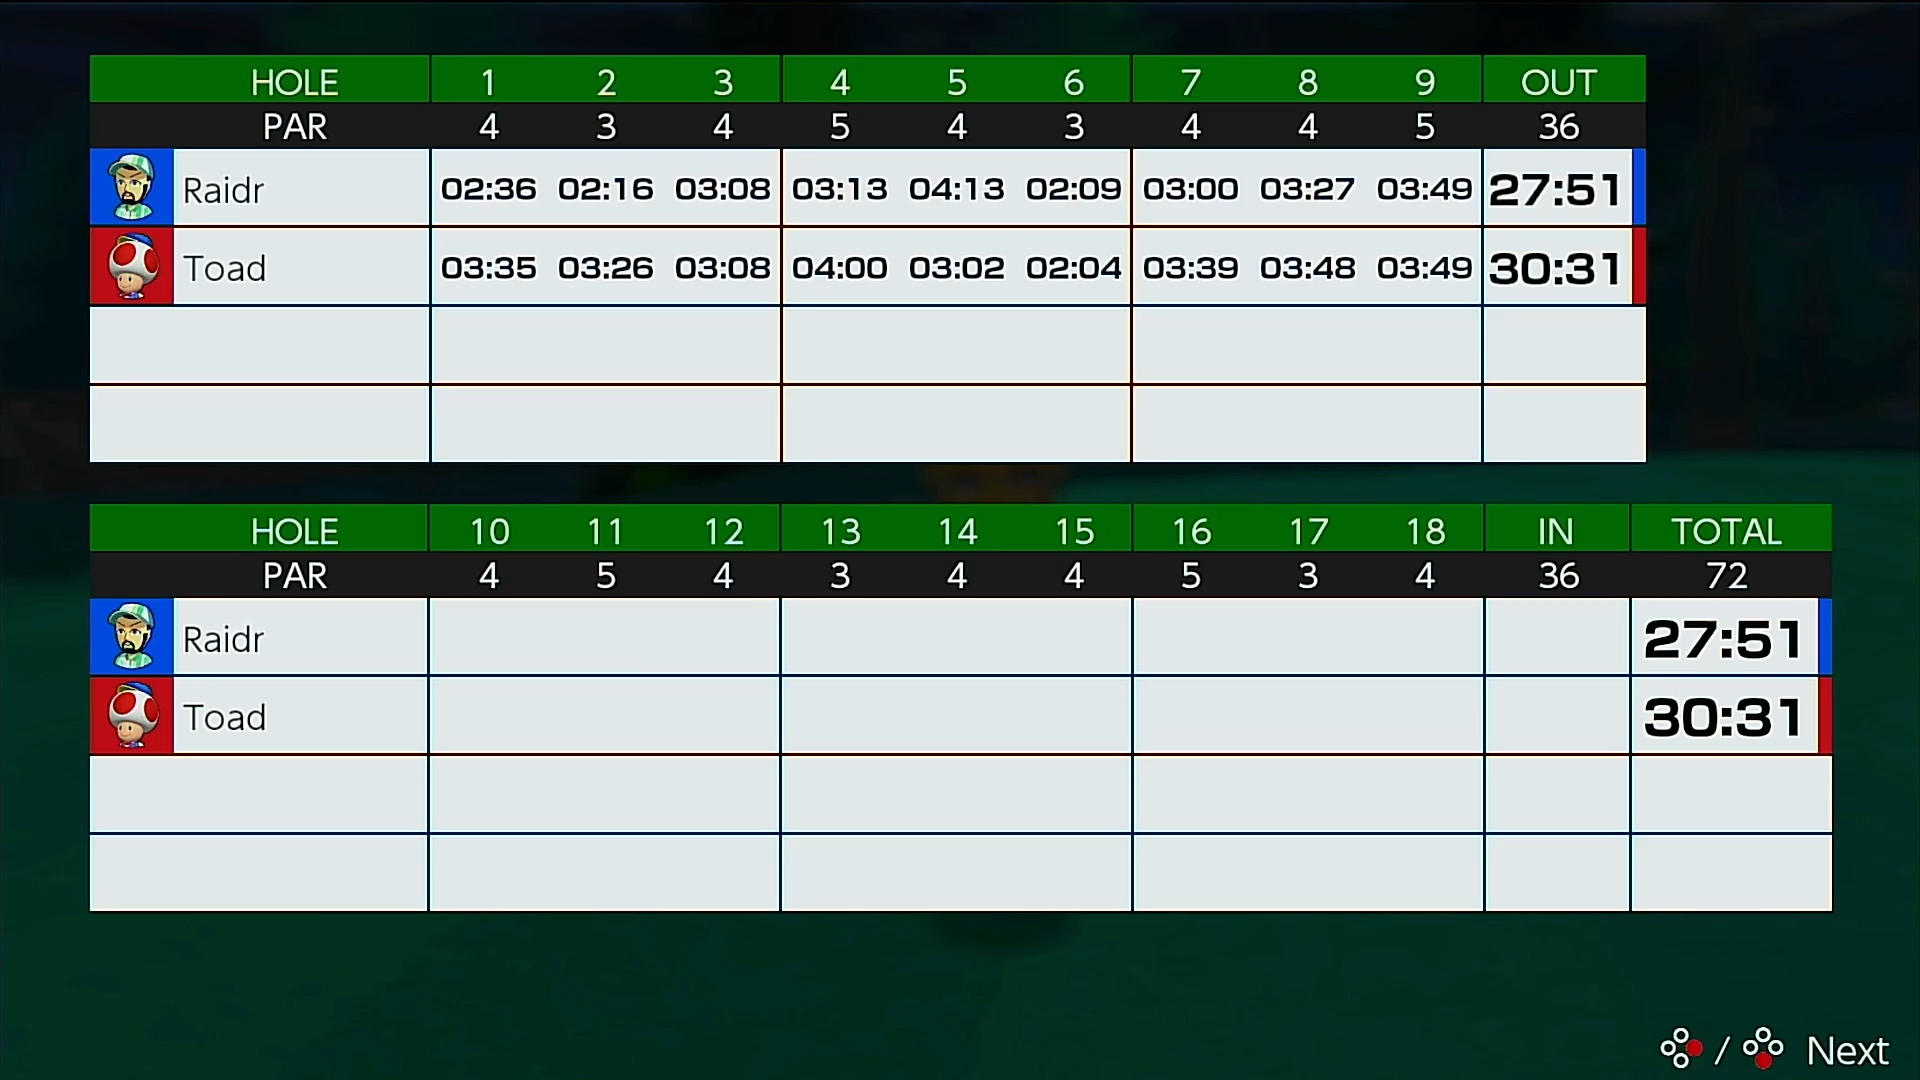 HOLE 1 2 3 4 5 6 7 8 9 OUT
PAR 4 3 4 5 4 3 4 4 5 36
Raidr 02:36 02:16 03:08 03:13 04:13 02:09 03:00 03:27 03:49 27:51
Toad 03:35 03:26 03:08 04:00 03:02 02:04 03:39 03:48 03:49 30:31
HOLE 10 11 12 13 14 15 16 17 18 IN TOTAL
PAR 4 5 4 3 4 4 5 3 4 36 72
Raidr 27:51
Toad 30:31
/ Next